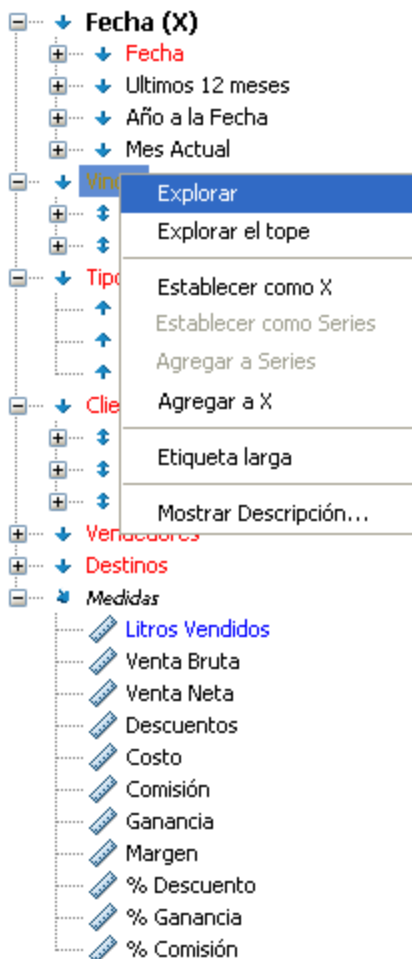 Fecha (X)
Fecha
Ultimos 12 meses
Año a la Fecha
Mes Actual
Explorar
Explorar el tope
Establecer como X
Establecer como Series
Agregar a Series
Agregar a X
Etiqueta larga
Mostrar Descripción...
Vendedores
Destinos
Medidas
Litros Vendidos
Venta Bruta
Venta Neta
Descuentos
Costo
Comisión
Ganancia
Margen
% Descuento
% Ganancia
% Comisión